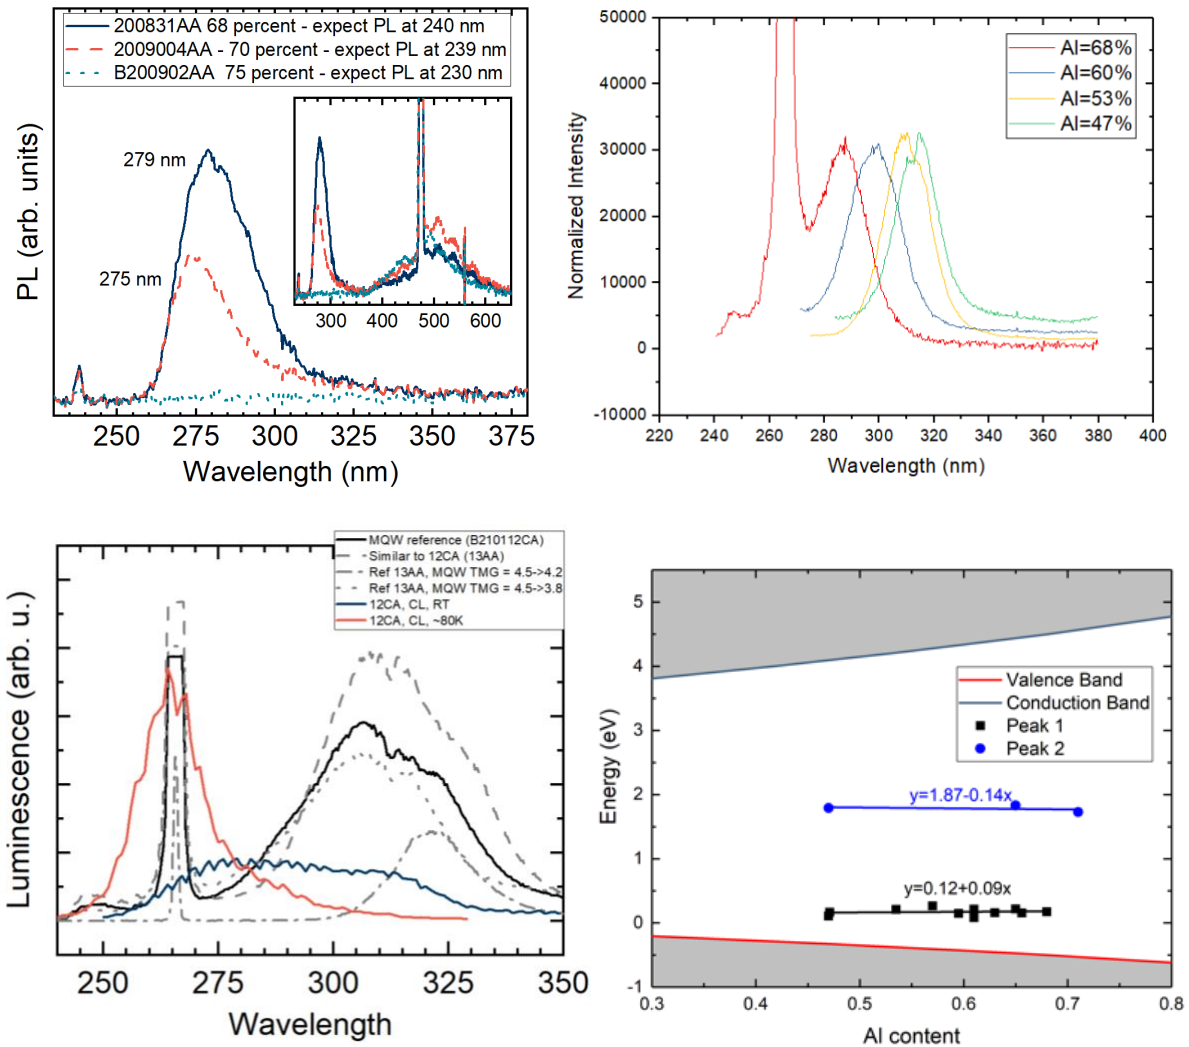 200831AA 68 percent - expect PL at 240 nm
2009004AA - 70 percent - expect PL at 239 nm
B200902AA 75 percent - expect PL at 230 nm
279 nm
275 nm
300 400 500 600
PL (arb. units)
250 275 300 325 350 375
Wavelength (nm)
50000
40000
30000
20000
10000
0
-10000
Al=68%
Al=60%
Al=53%
Al=47%
Normalized Intensity
220 240 260 280 300 320 340 360 380 400
Wavelength (nm)
MQW reference (B210112CA)
Similar to 12CA (13AA)
Ref 13AA, MQW TMG = 4.5->4.2
Ref 13AA, MQW TMG = 4.5->3.8
12CA, CL, RT
12CA, CL, ~80K
Luminescence (arb. u.)
250 275 300 325 350
Wavelength
5
4
3
2
1
0
-1
Valence Band
Conduction Band
Peak 1
Peak 2
y=1.87-0.14x
y=0.12+0.09x
Energy (eV)
0.3 0.4 0.5 0.6 0.7 0.8
Al content